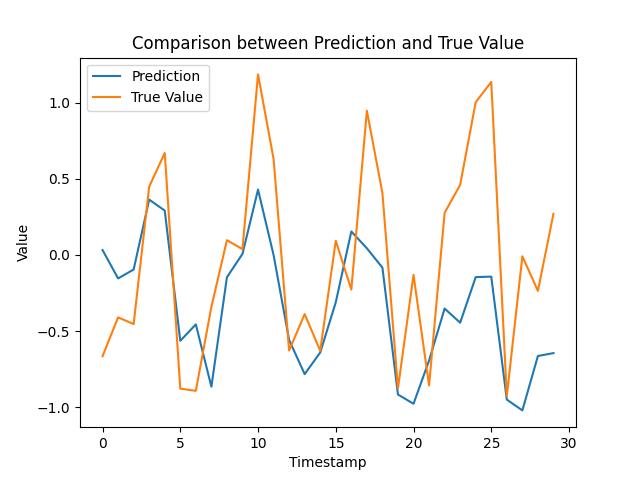 Comparison between Prediction and True Value
Prediction
True Value
1.0
0.5
0.0
−0.5
−1.0
Value
0 5 10 15 20 25 30
Timestamp